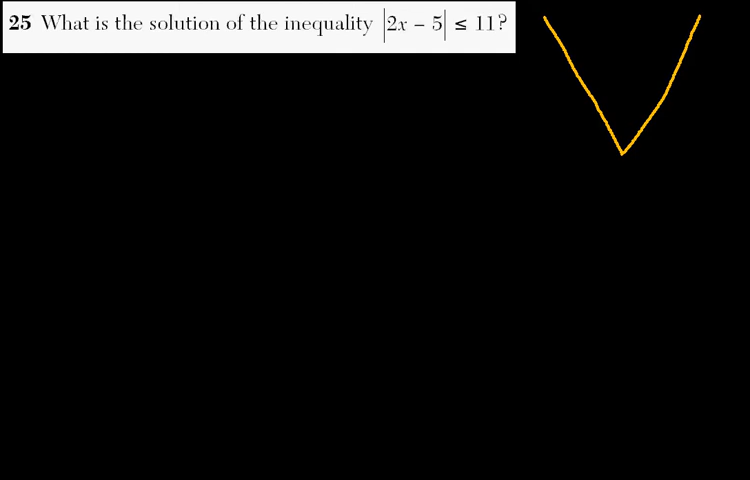 25 What is the solution of the inequality |2x − 5| ≤ 11?